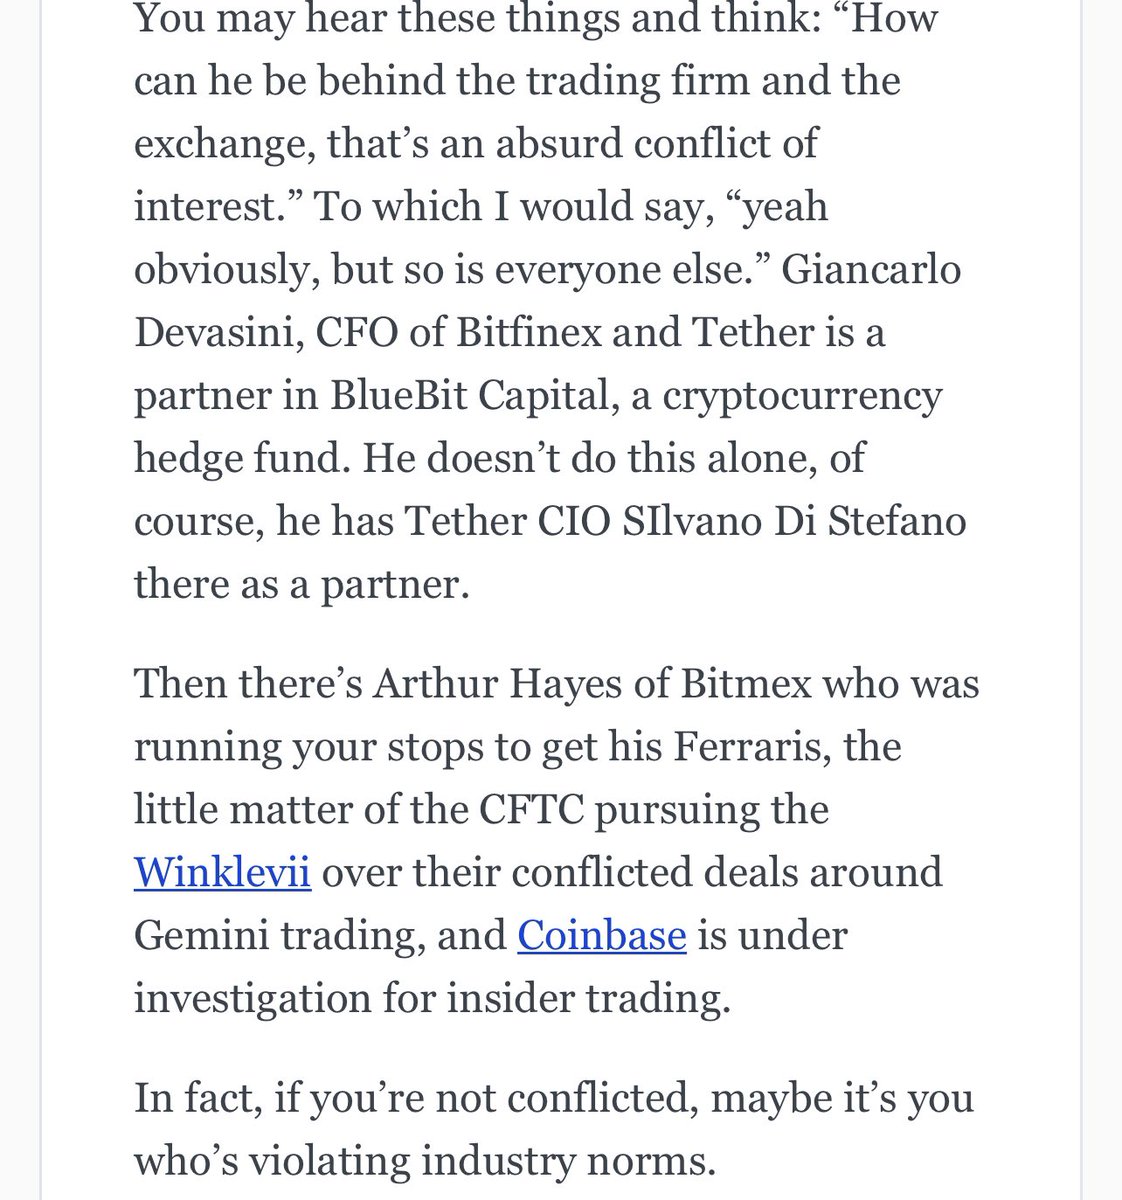 You may hear these things and think: “How
can he be behind the trading firm and the
exchange, that’s an absurd conflict of
interest.” To which I would say, “yeah
obviously, but so is everyone else.” Giancarlo
Devasini, CFO of Bitfinex and Tether is a
partner in BlueBit Capital, a cryptocurrency
hedge fund. He doesn’t do this alone, of
course, he has Tether CIO SIlvano Di Stefano
there as a partner.
Then there’s Arthur Hayes of Bitmex who was
running your stops to get his Ferraris, the
little matter of the CFTC pursuing the
Winklevii over their conflicted deals around
Gemini trading, and Coinbase is under
investigation for insider trading.
In fact, if you’re not conflicted, maybe it’s you
who’s violating industry norms.